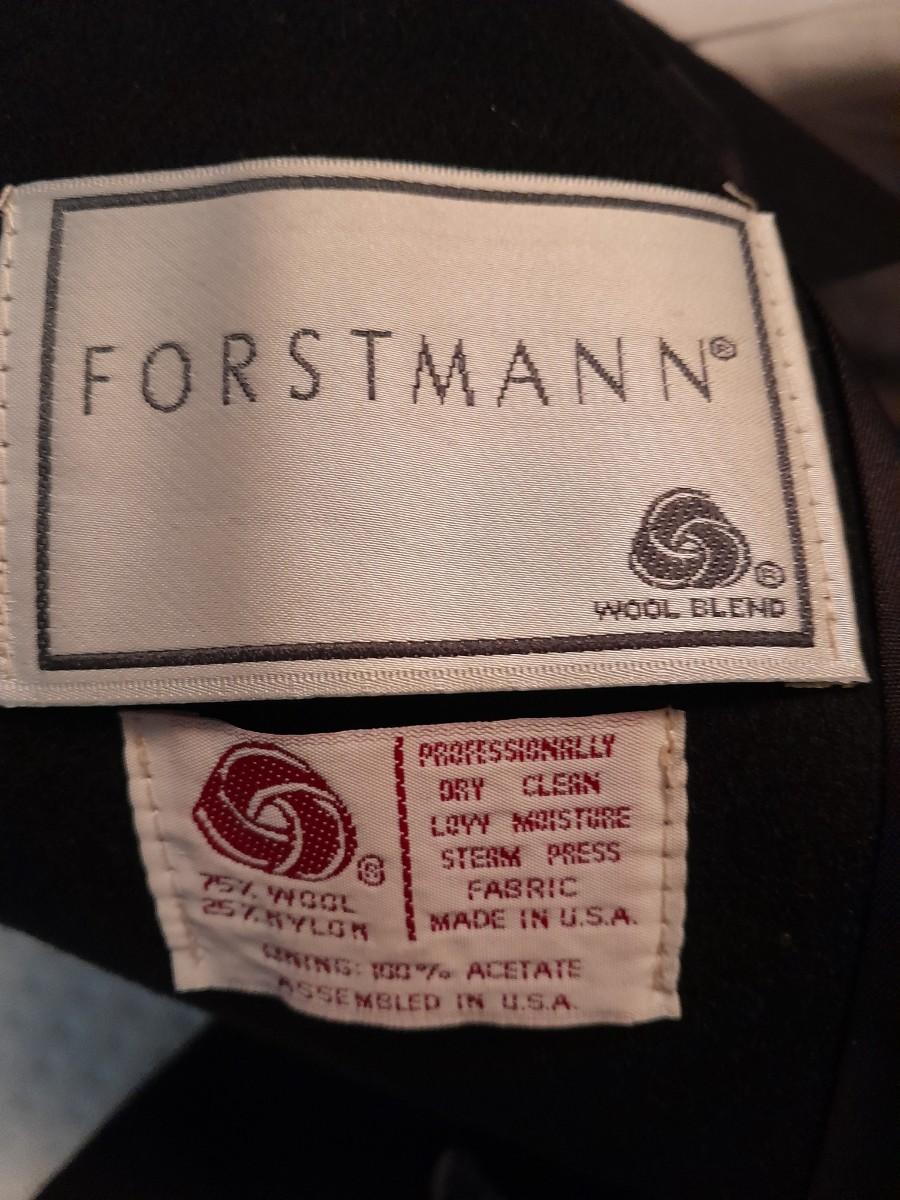 FORSTMANN®
®
WOOL BLEND
PROFESSIONALLY
DRY CLEAN
LOW MOISTURE
STEAM PRESS
FABRIC
MADE IN U.S.A.
®
75% WOOL
25% NYLON
LINING: 100% ACETATE
ASSEMBLED IN U.S.A.